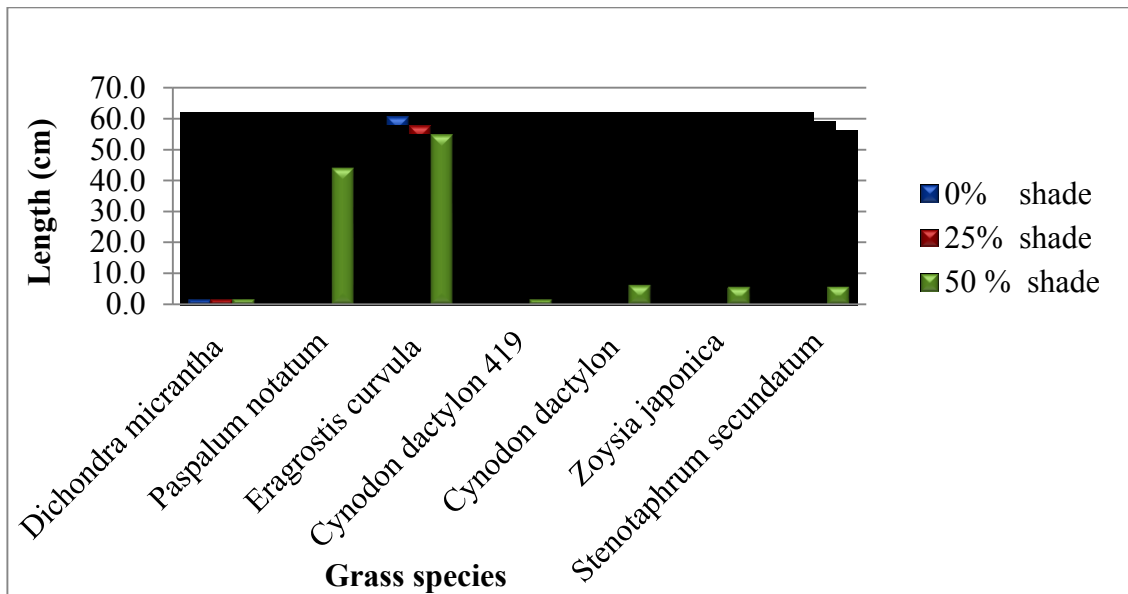 70.0
60.0
50.0
40.0
30.0
20.0
10.0
0.0
Length (cm)
Dichondra micrantha
Paspalum notatum
Eragrostis curvula
Cynodon dactylon 419
Cynodon dactylon
Zoysia japonica
Stenotaphrum secundatum
Grass species
0% shade
25% shade
50 % shade